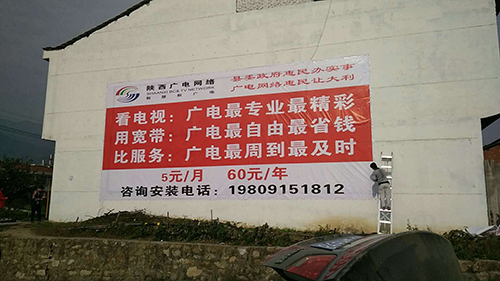 陕西广电网络
SHAANXI BC & TV NETWORK
县委政府惠民办实事
广电网络惠民让大利
看电视：广电最专业最精彩
用宽带：广电最自由最省钱
比服务：广电最周到最及时
5元/月 60元/年
咨询安装电话：19809151812